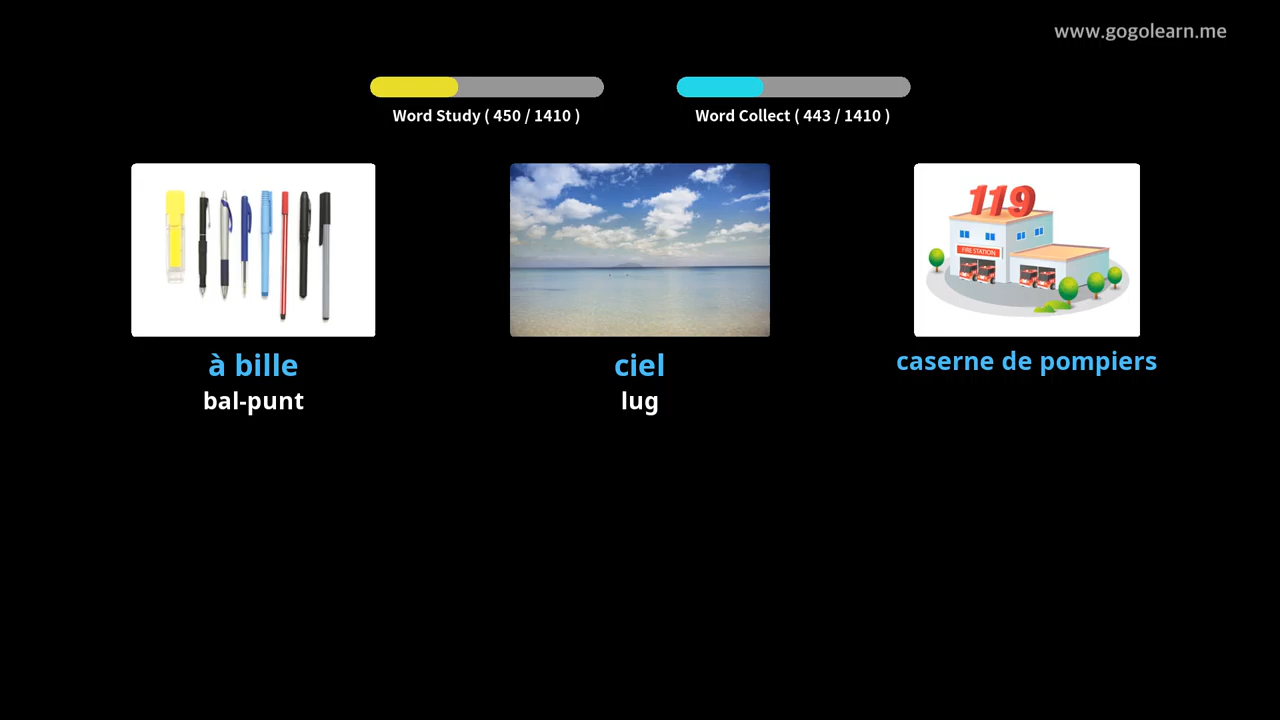 www.gogolearn.me
Word Study ( 450 / 1410 )
Word Collect ( 443 / 1410 )
119
FIRE STATION
à bille
ciel
caserne de pompiers
bal-punt
lug